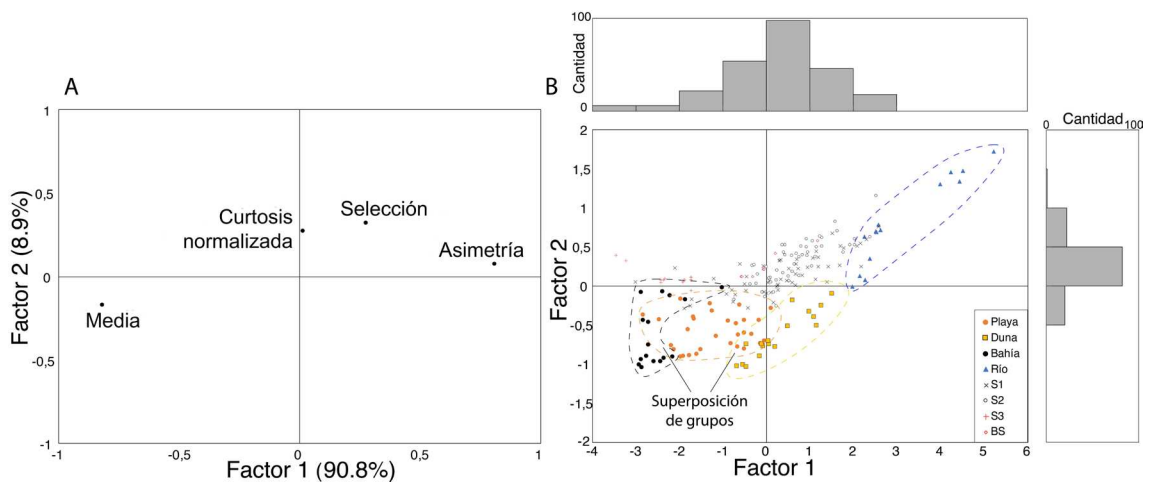 A
1
0,5
0
-0,5
-1
-1
-0,5
0
0,5
1
Factor 2 (8.9%)
Factor 1 (90.8%)
Curtosis
normalizada
Selección
Asimetría
Media
B
100
Cantidad
0
6
Cantidad
0
100
2
1,5
1
0,5
0
-0,5
-1
-1,5
-2
Factor 2
-4
-3
-2
-1
0
1
2
3
4
5
6
Factor 1
Superposición
de grupos
Playa
Duna
Bahía
Rio
S1
S2
S3
BS